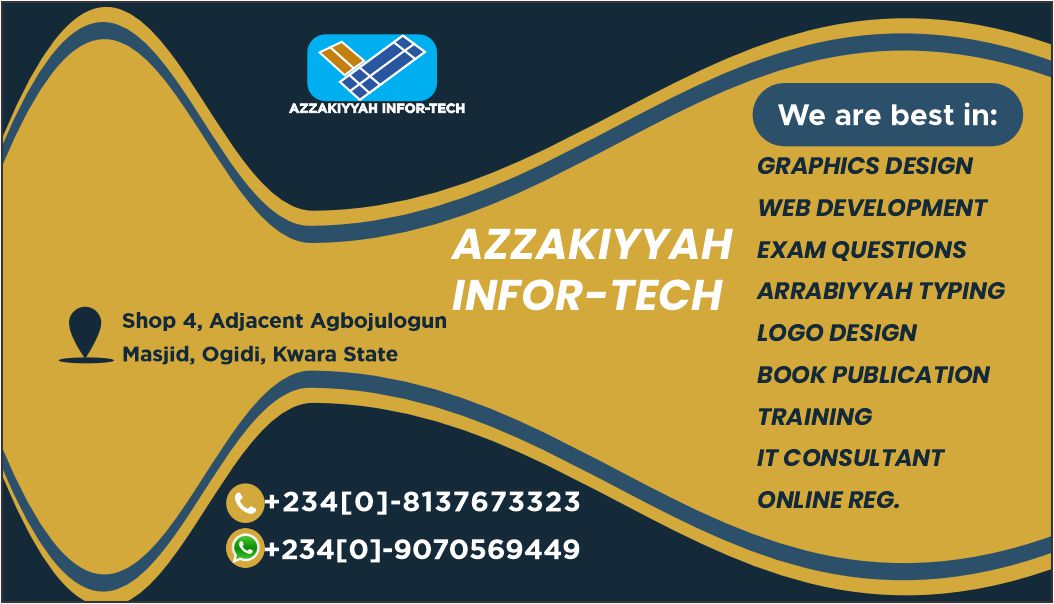 AZZAKIYYAH INFOR-TECH
We are best in:
GRAPHICS DESIGN
WEB DEVELOPMENT
EXAM QUESTIONS
ARRABIYYAH TYPING
LOGO DESIGN
BOOK PUBLICATION
TRAINING
IT CONSULTANT
ONLINE REG.
AZZAKIYYAH
INFOR-TECH
Shop 4, Adjacent Agbojulogun
Masjid, Ogidi, Kwara State
+234[0]-8137673323
+234[0]-9070569449